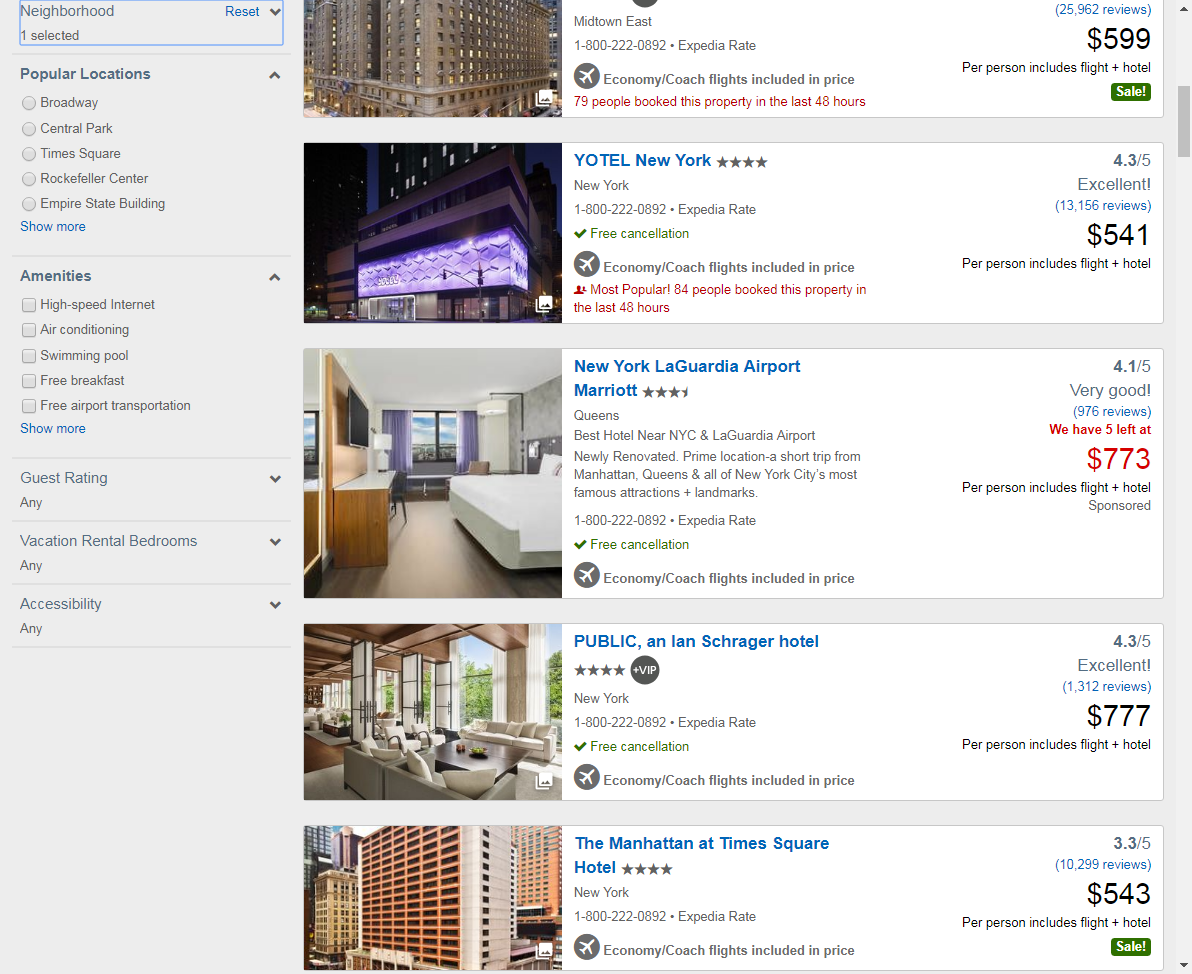 Neighborhood
Reset
1 selected
Popular Locations
Broadway
Central Park
Times Square
Rockefeller Center
Empire State Building
Show more
Amenities
High-speed Internet
Air conditioning
Swimming pool
Free breakfast
Free airport transportation
Show more
Guest Rating
Any
Vacation Rental Bedrooms
Any
Accessibility
Any
Midtown East
1-800-222-0892 • Expedia Rate
Economy/Coach flights included in price
79 people booked this property in the last 48 hours
(25,962 reviews)
$599
Per person includes flight + hotel
Sale!
YOTEL New York
New York
1-800-222-0892 • Expedia Rate
Free cancellation
Economy/Coach flights included in price
Most Popular! 84 people booked this property in
the last 48 hours
4.3/5
Excellent!
(13,156 reviews)
$541
Per person includes flight + hotel
New York LaGuardia Airport
Marriott
Queens
Best Hotel Near NYC & LaGuardia Airport
Newly Renovated. Prime location-a short trip from
Manhattan, Queens & all of New York City's most
famous attractions + landmarks.
1-800-222-0892 • Expedia Rate
Free cancellation
Economy/Coach flights included in price
4.1/5
Very good!
(976 reviews)
We have 5 left at
$773
Per person includes flight + hotel
Sponsored
PUBLIC, an Ian Schrager hotel
+VIP
New York
1-800-222-0892 • Expedia Rate
Free cancellation
Economy/Coach flights included in price
4.3/5
Excellent!
(1,312 reviews)
$777
Per person includes flight + hotel
The Manhattan at Times Square
Hotel
New York
1-800-222-0892 • Expedia Rate
Economy/Coach flights included in price
3.3/5
(10,299 reviews)
$543
Per person includes flight + hotel
Sale!